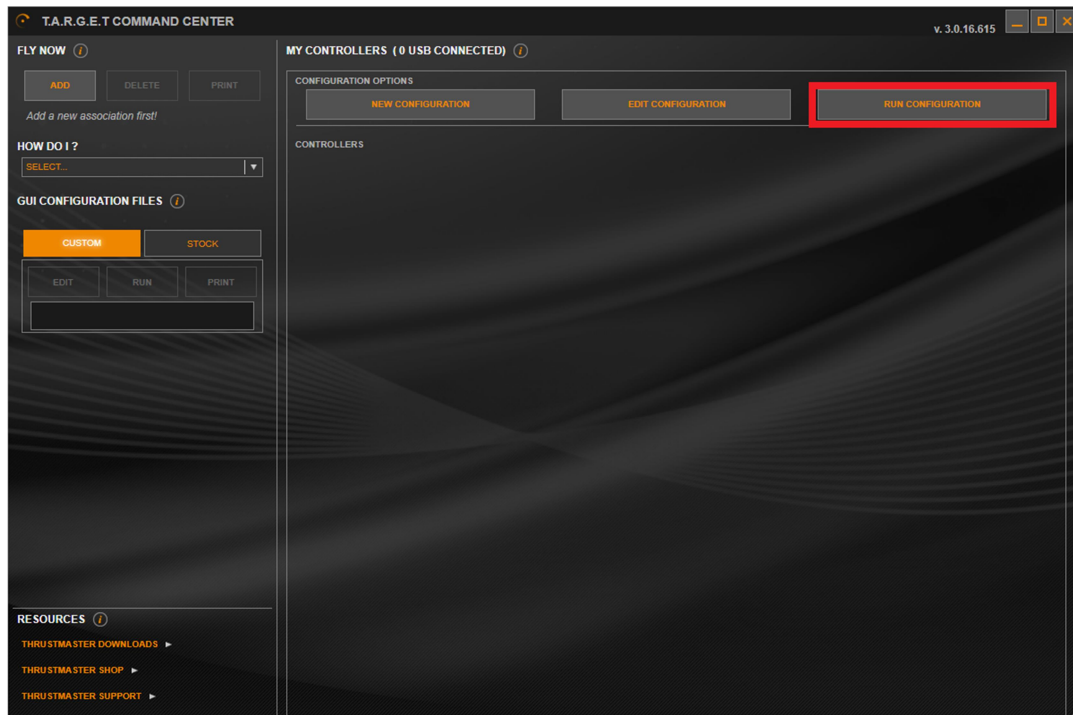 T.A.R.G.E.T COMMAND CENTER
v. 3.0.16.615
FLY NOW
ADD
DELETE
PRINT
Add a new association first!
HOW DO I ?
SELECT...
GUI CONFIGURATION FILES
CUSTOM
STOCK
EDIT
RUN
PRINT
RESOURCES
THRUSTMASTER DOWNLOADS
THRUSTMASTER SHOP
THRUSTMASTER SUPPORT
MY CONTROLLERS ( 0 USB CONNECTED)
CONFIGURATION OPTIONS
NEW CONFIGURATION
EDIT CONFIGURATION
RUN CONFIGURATION
CONTROLLERS